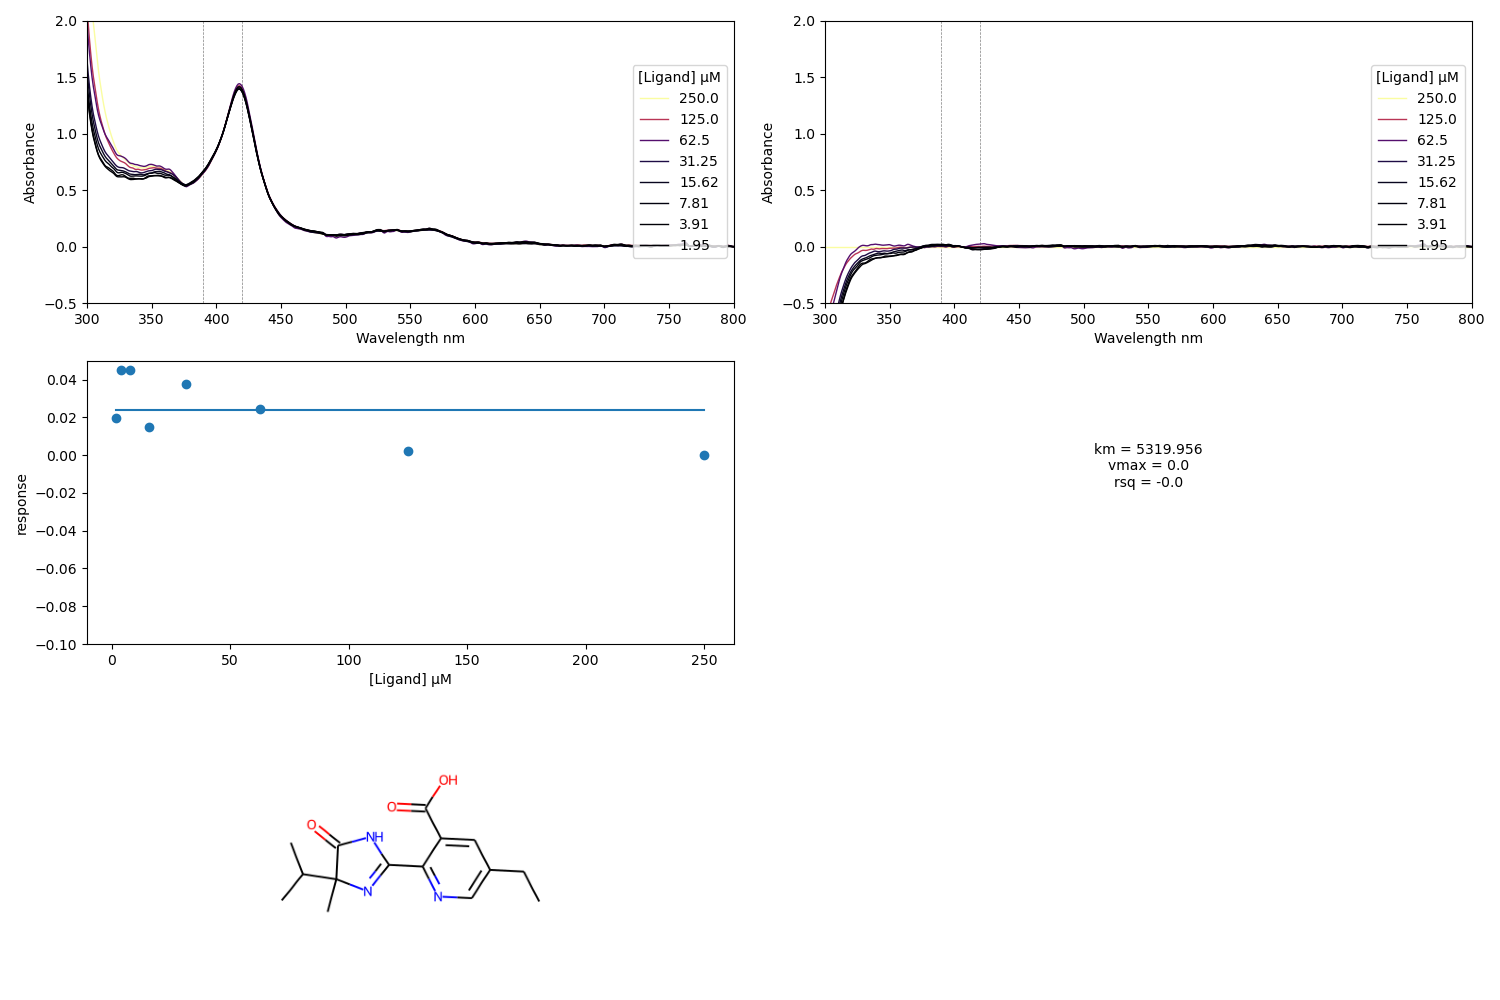 2.0
1.5
1.0
0.5
0.0
−0.5
Absorbance
300 350 400 450 500 550 600 650 700 750 800
Wavelength nm
[Ligand] µM
250.0
125.0
62.5
31.25
15.62
7.81
3.91
1.95
2.0
1.5
1.0
0.5
0.0
−0.5
Absorbance
300 350 400 450 500 550 600 650 700 750 800
Wavelength nm
[Ligand] µM
250.0
125.0
62.5
31.25
15.62
7.81
3.91
1.95
0.04
0.02
0.00
−0.02
−0.04
−0.06
−0.08
−0.10
response
0 50 100 150 200 250
[Ligand] µM
km = 5319.956
vmax = 0.0
rsq = -0.0
OH
O
O
NH
N
N